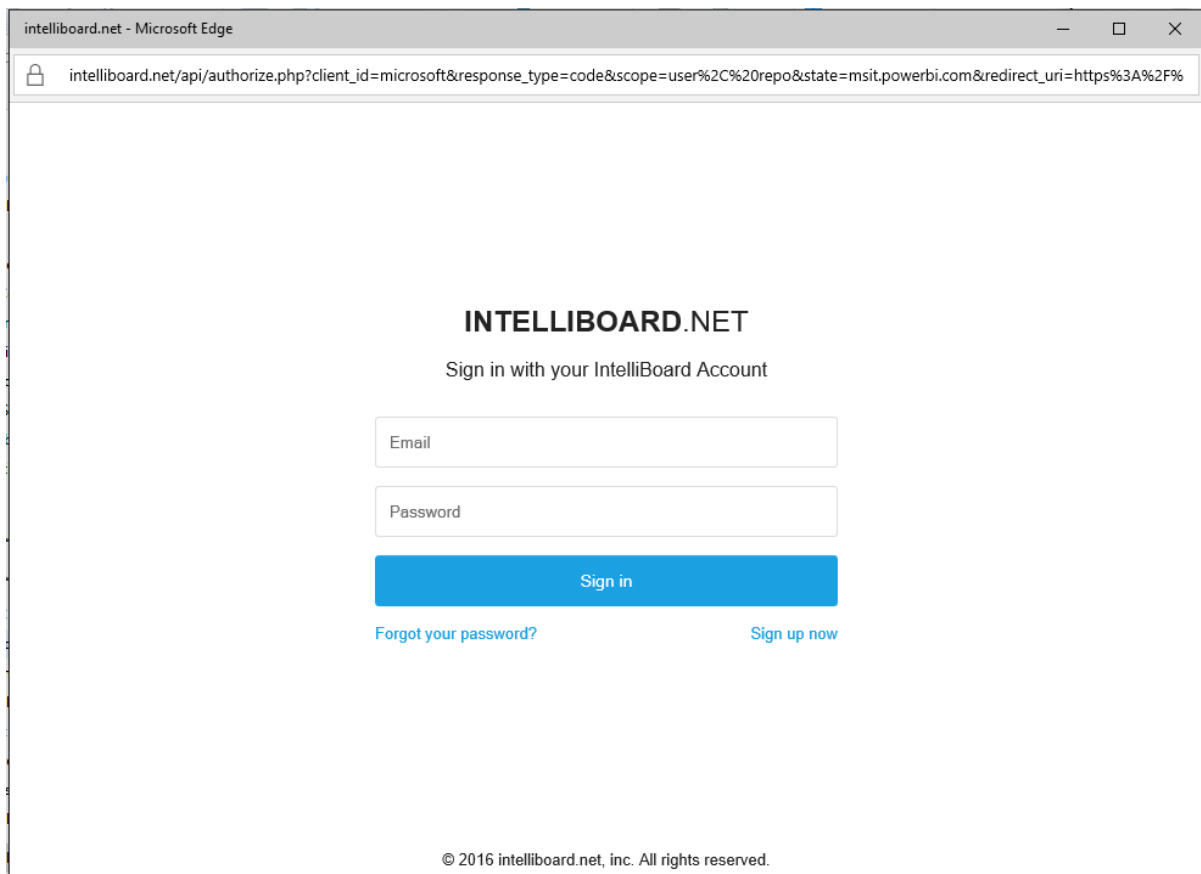 intelliboard.net - Microsoft Edge
intelliboard.net/api/authorize.php?client_id=microsoft&response_type=code&scope=user%2C%20repo&state=msit.powerbi.com&redirect_uri=https%3A%2F%
INTELLIBOARD.NET
Sign in with your IntelliBoard Account
Email
Password
Sign in
Forgot your password? Sign up now
© 2016 intelliboard.net, inc. All rights reserved.